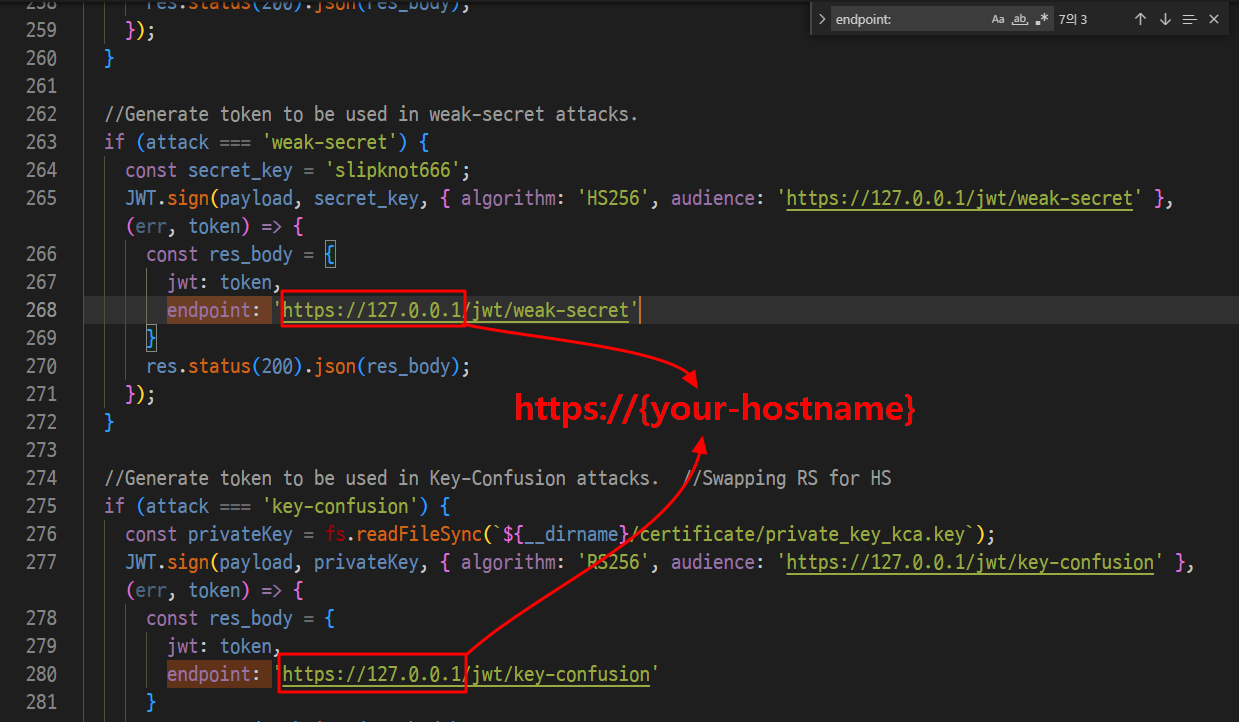 258 res.status(200).json(res_body);
endpoint: Aa ab .* 7의 3
259 });
260 }
261
262 //Generate token to be used in weak-secret attacks.
263 if (attack === 'weak-secret') {
264 const secret_key = 'slipknot666';
265 JWT.sign(payload, secret_key, { algorithm: 'HS256', audience: 'https://127.0.0.1/jwt/weak-secret' },
(err, token) => {
266 const res_body = {
267 jwt: token,
268 endpoint: 'https://127.0.0.1/jwt/weak-secret'
269 }
270 res.status(200).json(res_body);
271 });
https://{your-hostname}
272 }
273
274 //Generate token to be used in Key-Confusion attacks. //Swapping RS for HS
275 if (attack === 'key-confusion') {
276 const privateKey = fs.readFileSync(`${__dirname}/certificate/private_key_kca.key`);
277 JWT.sign(payload, privateKey, { algorithm: 'RS256', audience: 'https://127.0.0.1/jwt/key-confusion' },
(err, token) => {
278 const res_body = {
279 jwt: token,
280 endpoint: 'https://127.0.0.1/jwt/key-confusion'
281 }